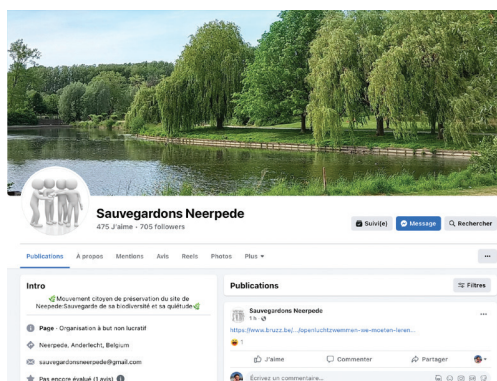 Sauvegardons Neerpede
475 J'aime • 705 followers
Suivi(e)
Message
Rechercher
Publications
À propos
Mentions
Avis
Reels
Photos
Plus
Intro
Mouvement citoyen de préservation du site de
Neepede:Sauvegarde de sa biodiversité et sa quiétude
Page · Organisation à but non lucratif
Neerpede, Anderlecht, Belgium
sauvegardonsneerpede@gmail.com
Pas encore évalué (1 avis)
Publications
Filtres
Sauvegardons Neerpede
1 h
https://www.bruzz.be/.../openluchtzwemmen-we-moeten-leren...
1
J'aime
Commenter
Partager
Écrivez un commentaire...